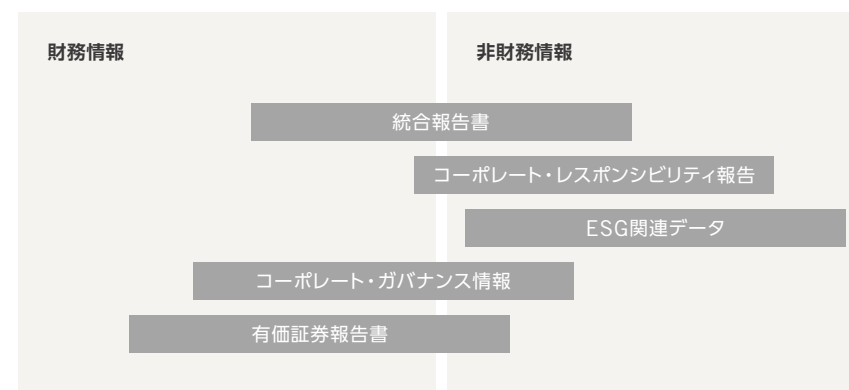 財務情報
非財務情報
統合報告書
コーポレート・レスポンシビリティ報告
ESG関連データ
コーポレート・ガバナンス情報
有価証券報告書